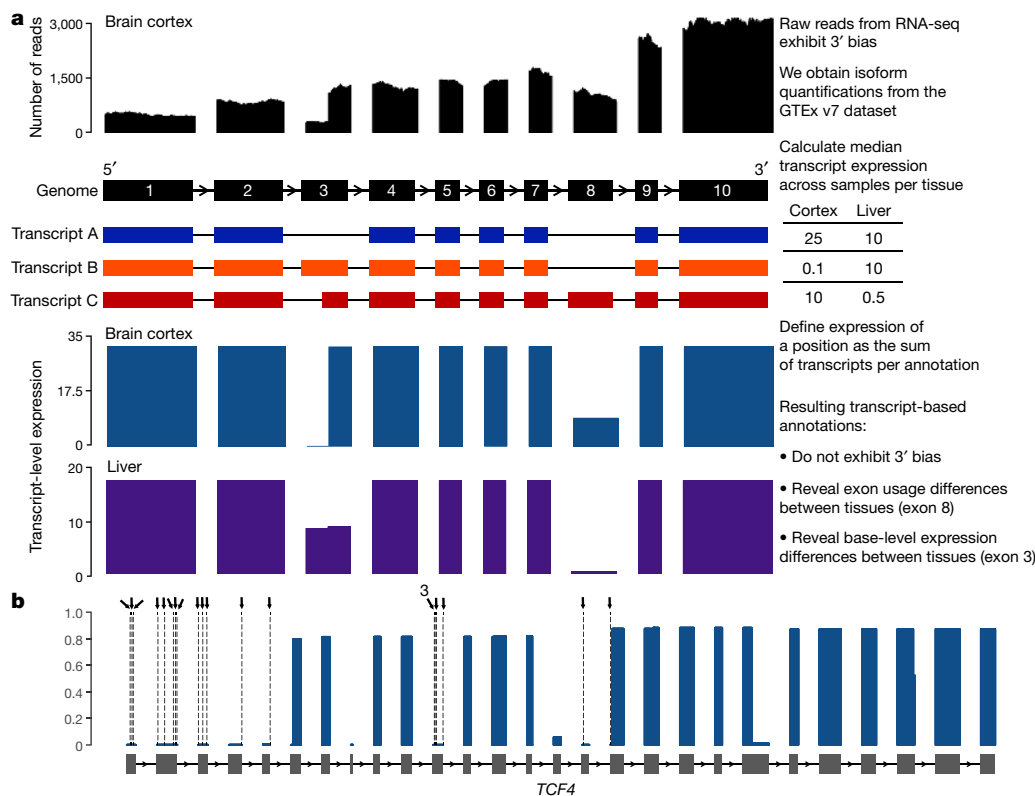 a
Brain cortex
Number of reads
3,000
1,500
0
Raw reads from RNA-seq
exhibit 3′ bias
We obtain isoform
quantifications from the
GTEx v7 dataset
5′
3′
Genome
1 2 3 4 5 6 7 8 9 10
Transcript A
Transcript B
Transcript C
Calculate median
transcript expression
across samples per tissue
Cortex Liver
25 10
0.1 10
10 0.5
Transcript-level expression
Brain cortex
35
17.5
0
Liver
20
10
0
Define expression of
a position as the sum
of transcripts per annotation
Resulting transcript-based
annotations:
• Do not exhibit 3′ bias
• Reveal exon usage differences
between tissues (exon 8)
• Reveal base-level expression
differences between tissues (exon 3)
b
3
1.0
0.8
0.6
0.4
0.2
0
TCF4